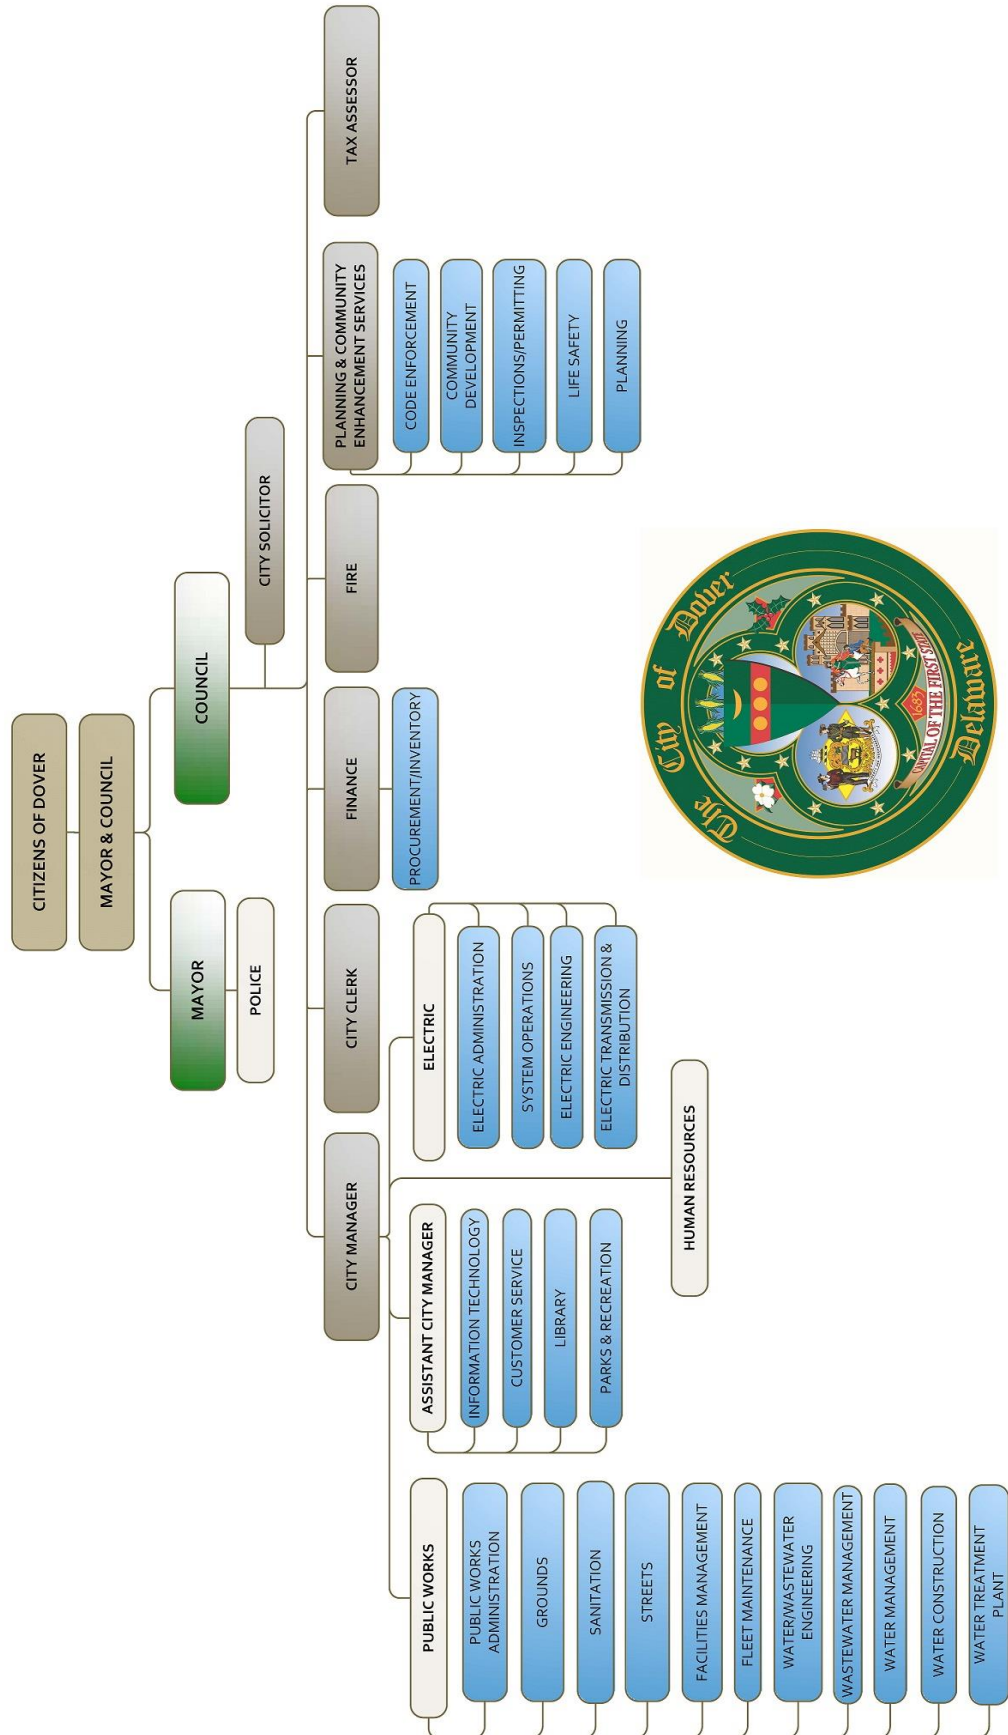 CITIZENS OF DOVER
MAYOR & COUNCIL
MAYOR
COUNCIL
POLICE
CITY SOLICITOR
CITY MANAGER
CITY CLERK
FINANCE
FIRE
PLANNING & COMMUNITY
ENHANCEMENT SERVICES
TAX ASSESSOR
PROCUREMENT/INVENTORY
CODE ENFORCEMENT
COMMUNITY
DEVELOPMENT
INSPECTIONS/PERMITTING
LIFE SAFETY
PLANNING
PUBLIC WORKS
PUBLIC WORKS
ADMINISTRATION
GROUNDS
SANITATION
STREETS
FACILITIES MANAGEMENT
FLEET MAINTENANCE
WATER/WASTEWATER
ENGINEERING
WASTEWATER MANAGEMENT
WATER MANAGEMENT
WATER CONSTRUCTION
WATER TREATMENT
PLANT
ASSISTANT CITY MANAGER
INFORMATION TECHNOLOGY
CUSTOMER SERVICE
LIBRARY
PARKS & RECREATION
ELECTRIC
ELECTRIC ADMINISTRATION
SYSTEM OPERATIONS
ELECTRIC ENGINEERING
ELECTRIC TRANSMISSION &
DISTRIBUTION
HUMAN RESOURCES
The City of Dover
1683
CAPITAL OF THE FIRST STATE
Delaware